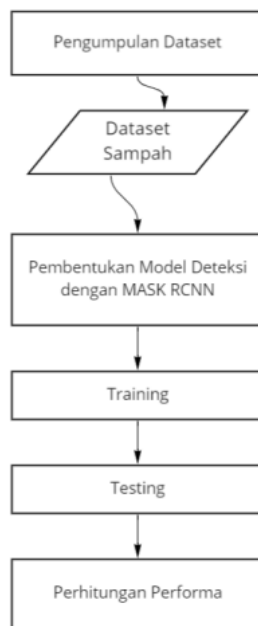 Pengumpulan Dataset
Dataset
Sampah
Pembentukan Model Deteksi
dengan MASK RCNN
Training
Testing
Perhitungan Performa